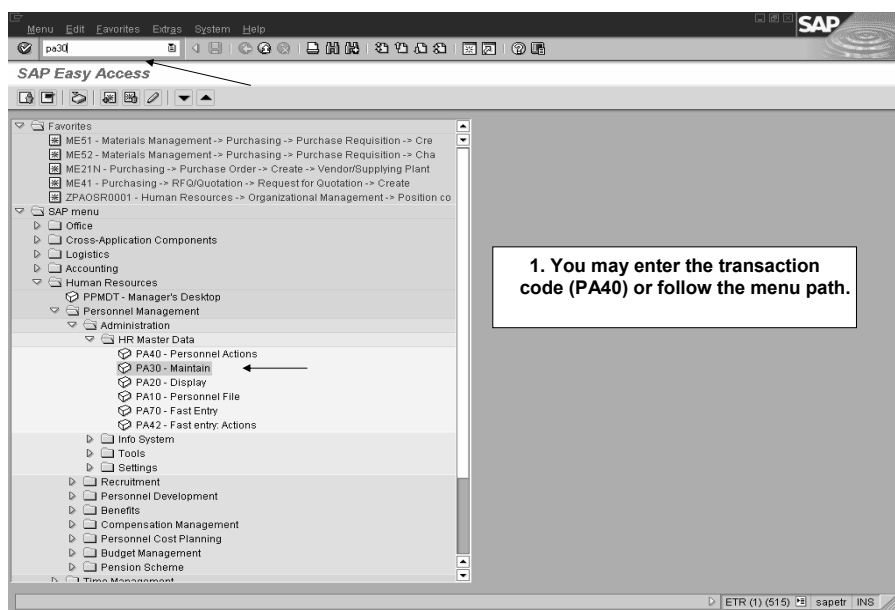 Menu Edit Favorites Extras System Help
SAP
pa30
SAP Easy Access
Favorites
ME51 - Materials Management -> Purchasing -> Purchase Requisition -> Cre
ME52 - Materials Management -> Purchasing -> Purchase Requisition -> Cha
ME21N - Purchasing -> Purchase Order -> Create -> Vendor/Supplying Plant
ME41 - Purchasing -> RFQ/Quotation -> Request for Quotation -> Create
ZPAOSR0001 - Human Resources -> Organizational Management -> Position co
SAP menu
Office
Cross-Application Components
Logistics
Accounting
Human Resources
PPMDT - Manager's Desktop
Personnel Management
Administration
HR Master Data
PA40 - Personnel Actions
PA30 - Maintain
PA20 - Display
PA10 - Personnel File
PA70 - Fast Entry
PA42 - Fast entry: Actions
Info System
Tools
Settings
Recruitment
Personnel Development
Benefits
Compensation Management
Personnel Cost Planning
Budget Management
Pension Scheme
Time Management
1. You may enter the transaction
code (PA40) or follow the menu path.
ETR (1) (515) sapetr INS